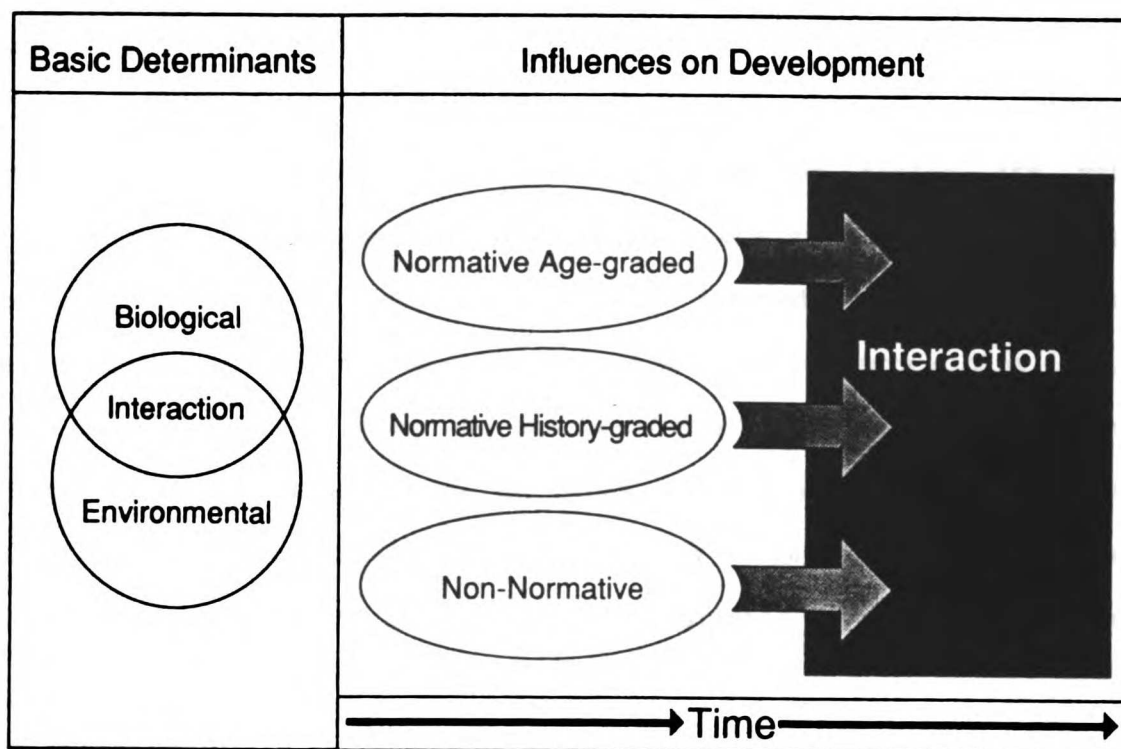 Basic Determinants
Influences on Development
Biological
Interaction
Environmental
Normative Age-graded
Normative History-graded
Non-Normative
Interaction
Time